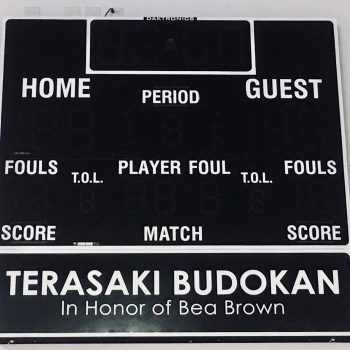 DAKTRONICS
HOME GUEST
PERIOD
FOULS T.O.L. PLAYER FOUL T.O.L. FOULS
SCORE MATCH SCORE
TERASAKI BUDOKAN
In Honor of Bea Brown